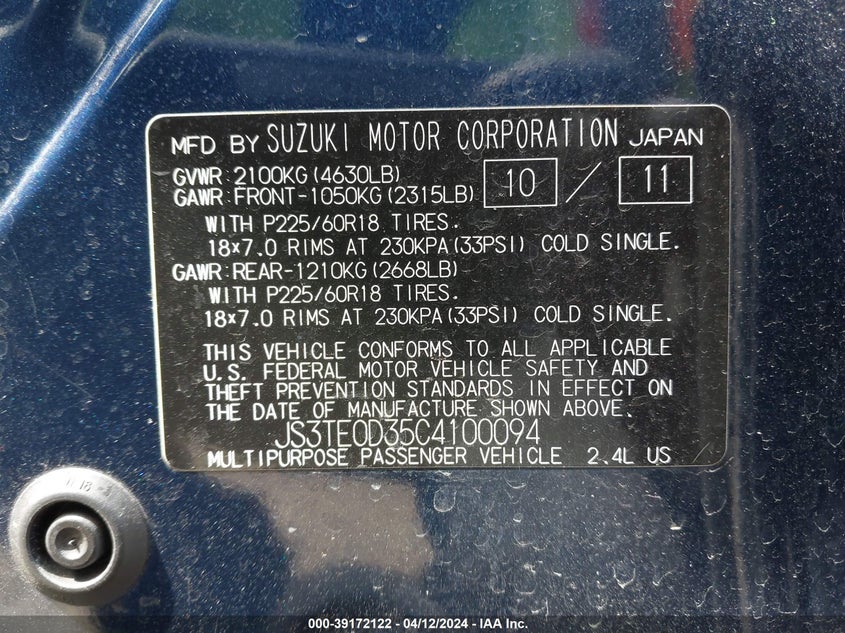 MFD BY SUZUKI MOTOR CORPORATION JAPAN
GVWR:2100KG(4630LB) 10 / 11
GAWR:FRONT-1050KG(2315LB)
WITH P225/60R18 TIRES.
18×7.0 RIMS AT 230KPA(33PSI) COLD SINGLE.
GAWR:REAR-1210KG(2668LB)
WITH P225/60R18 TIRES.
18×7.0 RIMS AT 230KPA(33PSI) COLD SINGLE.
THIS VEHICLE CONFORMS TO ALL APPLICABLE
U.S. FEDERAL MOTOR VEHICLE SAFETY AND
THEFT PREVENTION STANDARDS IN EFFECT ON
THE DATE OF MANUFACTURE SHOWN ABOVE.
JS3TE0D35C4100094
MULTIPURPOSE PASSENGER VEHICLE 2.4L US
000-39172122 - 04/12/2024 - IAA Inc.